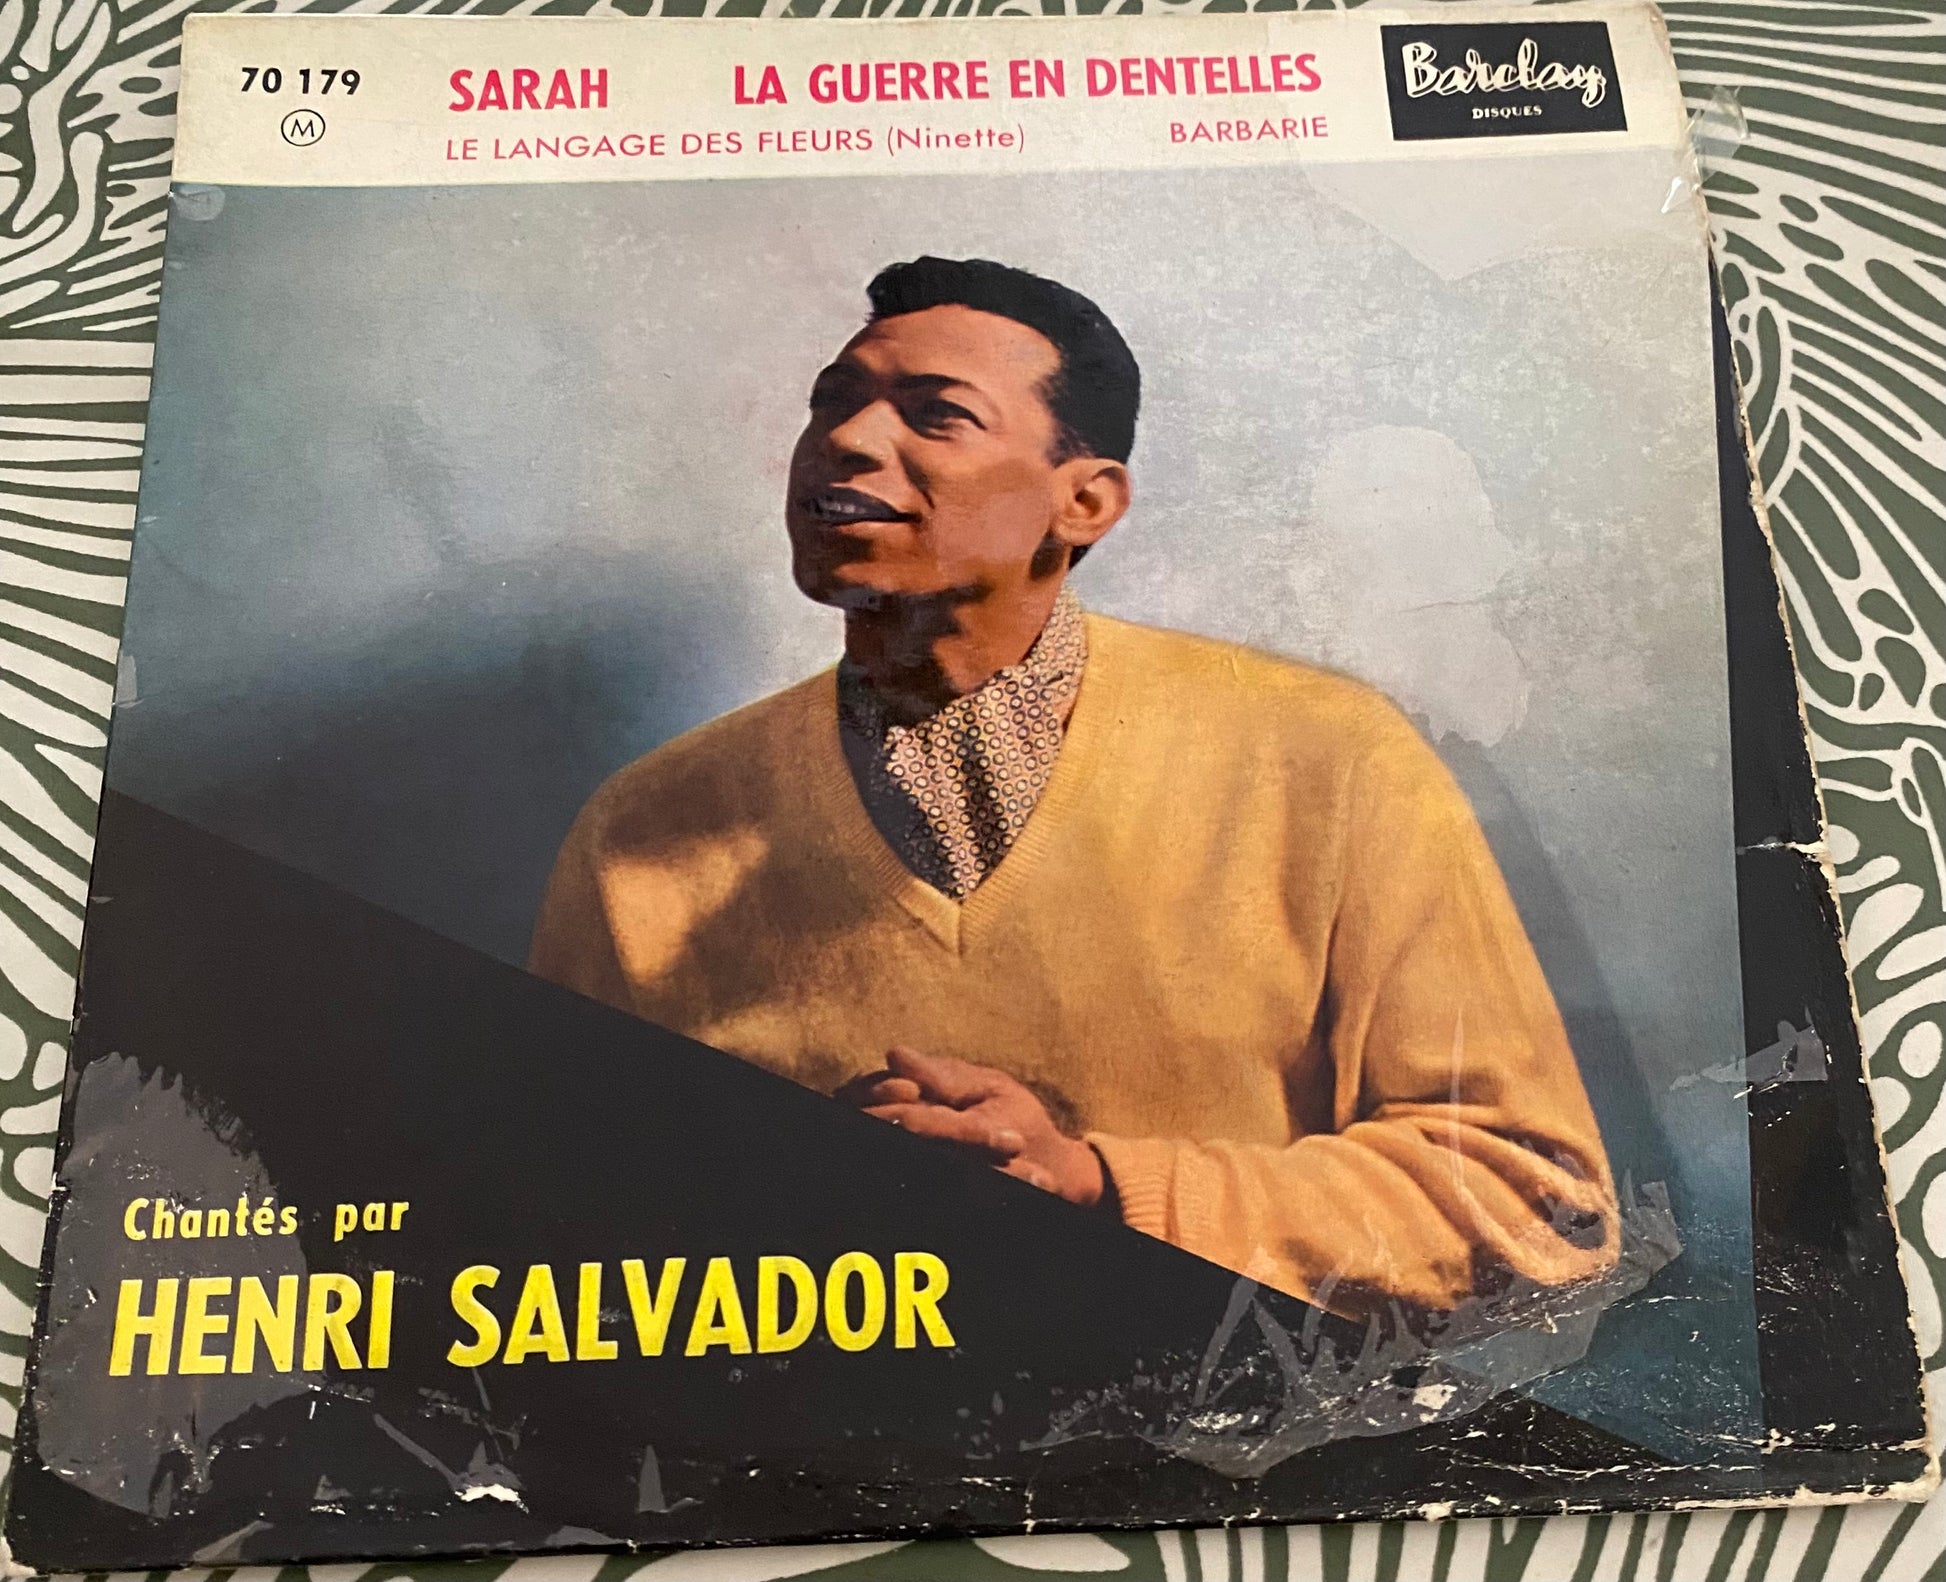 70 179
M
SARAH LA GUERRE EN DENTELLES
LE LANGAGE DES FLEURS (Ninette) BARBARIE
Barclay
DISQUES
Chantés par
HENRI SALVADOR